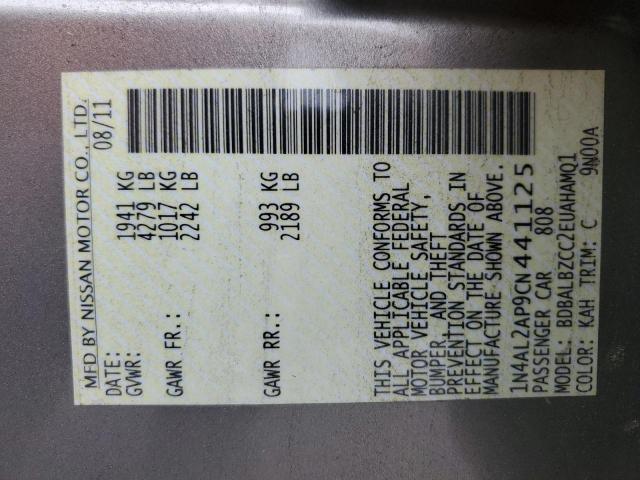 MFD BY NISSAN MOTOR CO., LTD.
DATE: 08/11
GVWR: 1941 KG
4279 LB
GAWR FR.: 1017 KG
2242 LB
GAWR RR.: 993 KG
2189 LB
THIS VEHICLE CONFORMS TO
ALL APPLICABLE FEDERAL
MOTOR VEHICLE SAFETY,
BUMPER, AND THEFT
PREVENTION STANDARDS IN
EFFECT ON THE DATE OF
MANUFACTURE SHOWN ABOVE.
1N4AL2AP9CN441125
PASSENGER CAR 808
MODEL: BDBALBZCC2EUAHAMQ1
COLOR: KAH TRIM: C 9N00A